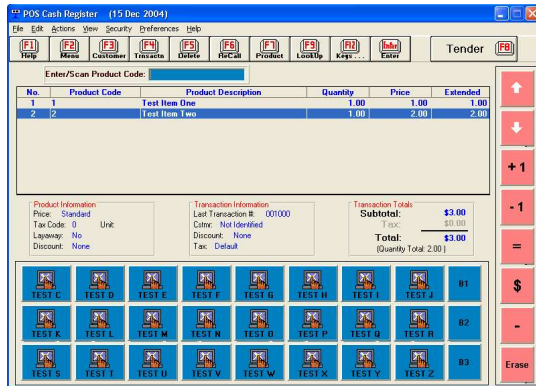 POS Cash Register (15 Dec 2004)
File Edit Actions View Security Preferences Help
F1 F2 F3 F4 F5 F6 F7 F9 F12 Enter Tender F8
Help Menu Customer Transactn Delete ReCall Product LookUp Keys... Enter
Enter/Scan Product Code:
No. Product Code Product Description Quantity Price Extended
1 1 Test Item One 1.00 1.00 1.00
2 2 Test Item Two 1.00 2.00 2.00
+ 1
- 1
=
$
-
Erase
Product Information
Price: Standard
Tax Code: 0 Unit:
Layaway: No
Discount: None
Transaction Information
Last Transaction #: 001000
Cstmr: Not Identified
Discount: None
Tax: Default
Transaction Totals
Subtotal: $3.00
Tax: $0.00
Total: $3.00
(Quantity Total: 2.00 )
TEST C TEST D TEST E TEST F TEST G TEST H TEST I TEST J B1
TEST K TEST L TEST M TEST N TEST O TEST P TEST Q TEST R B2
TEST S TEST T TEST U TEST V TEST W TEST X TEST Y TEST Z B3